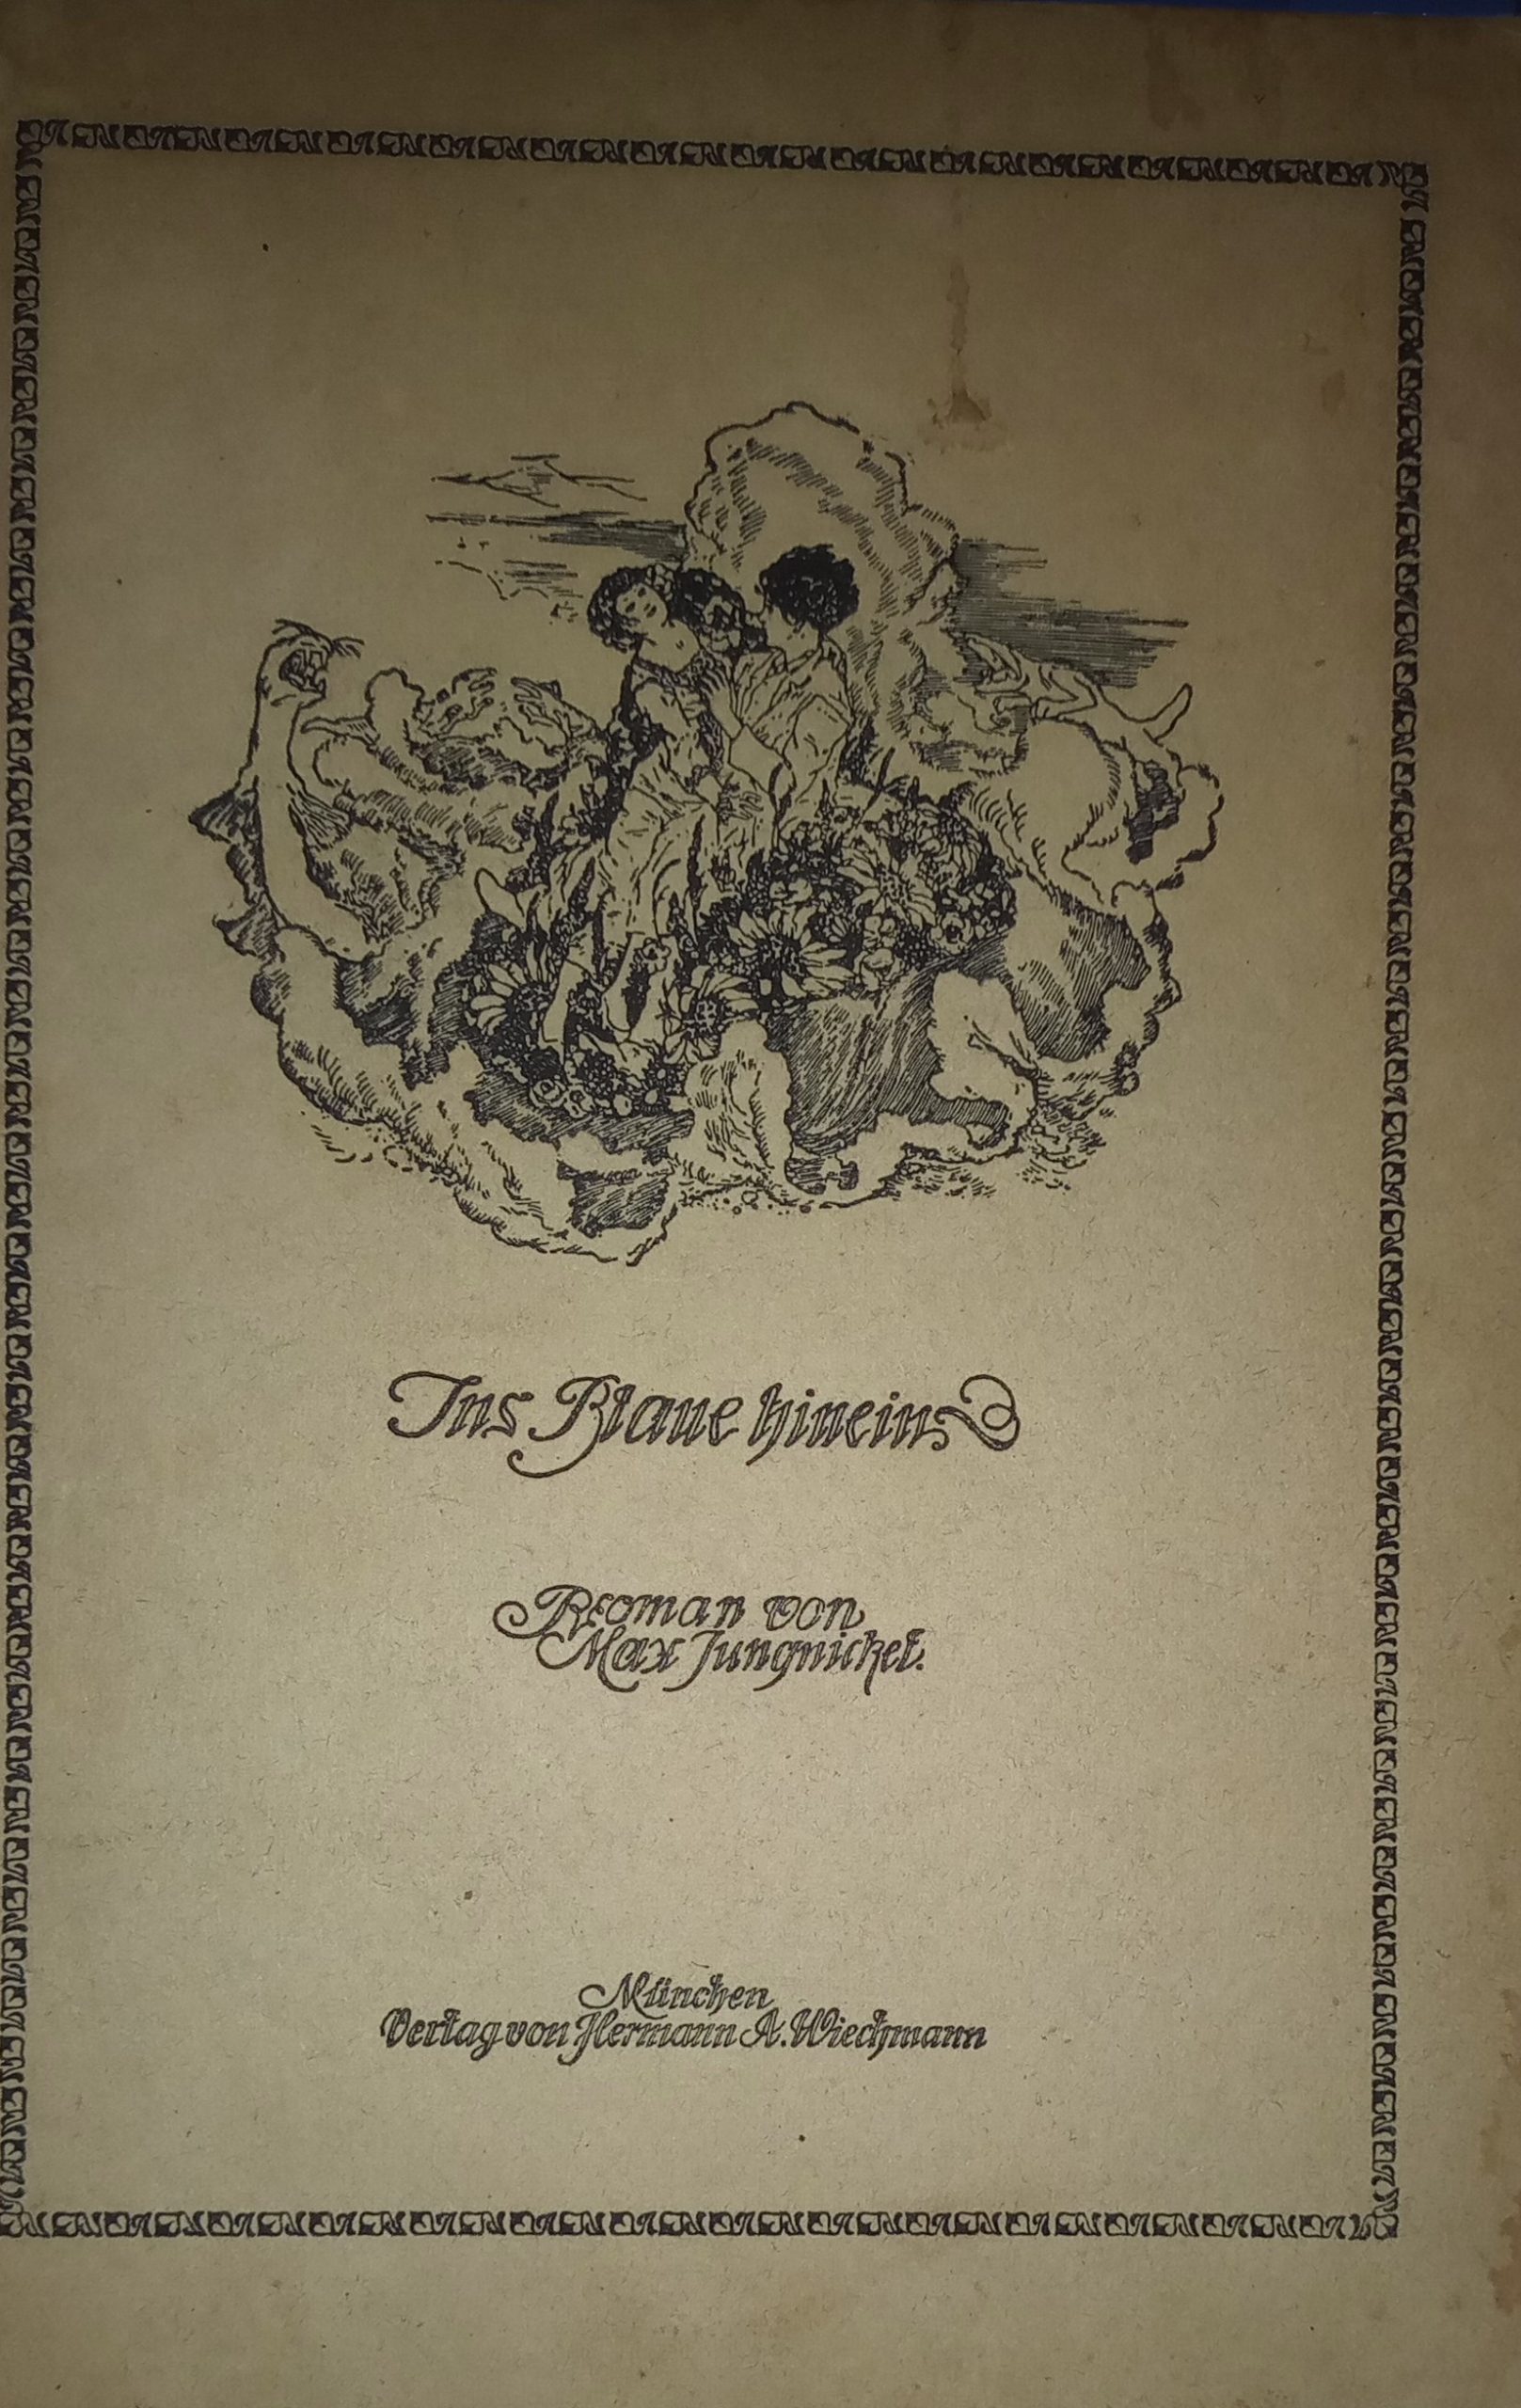 Ins Blaue hinein
Roman von
Max Jungnickel.
München
Verlag von Hermann A. Wiechmann